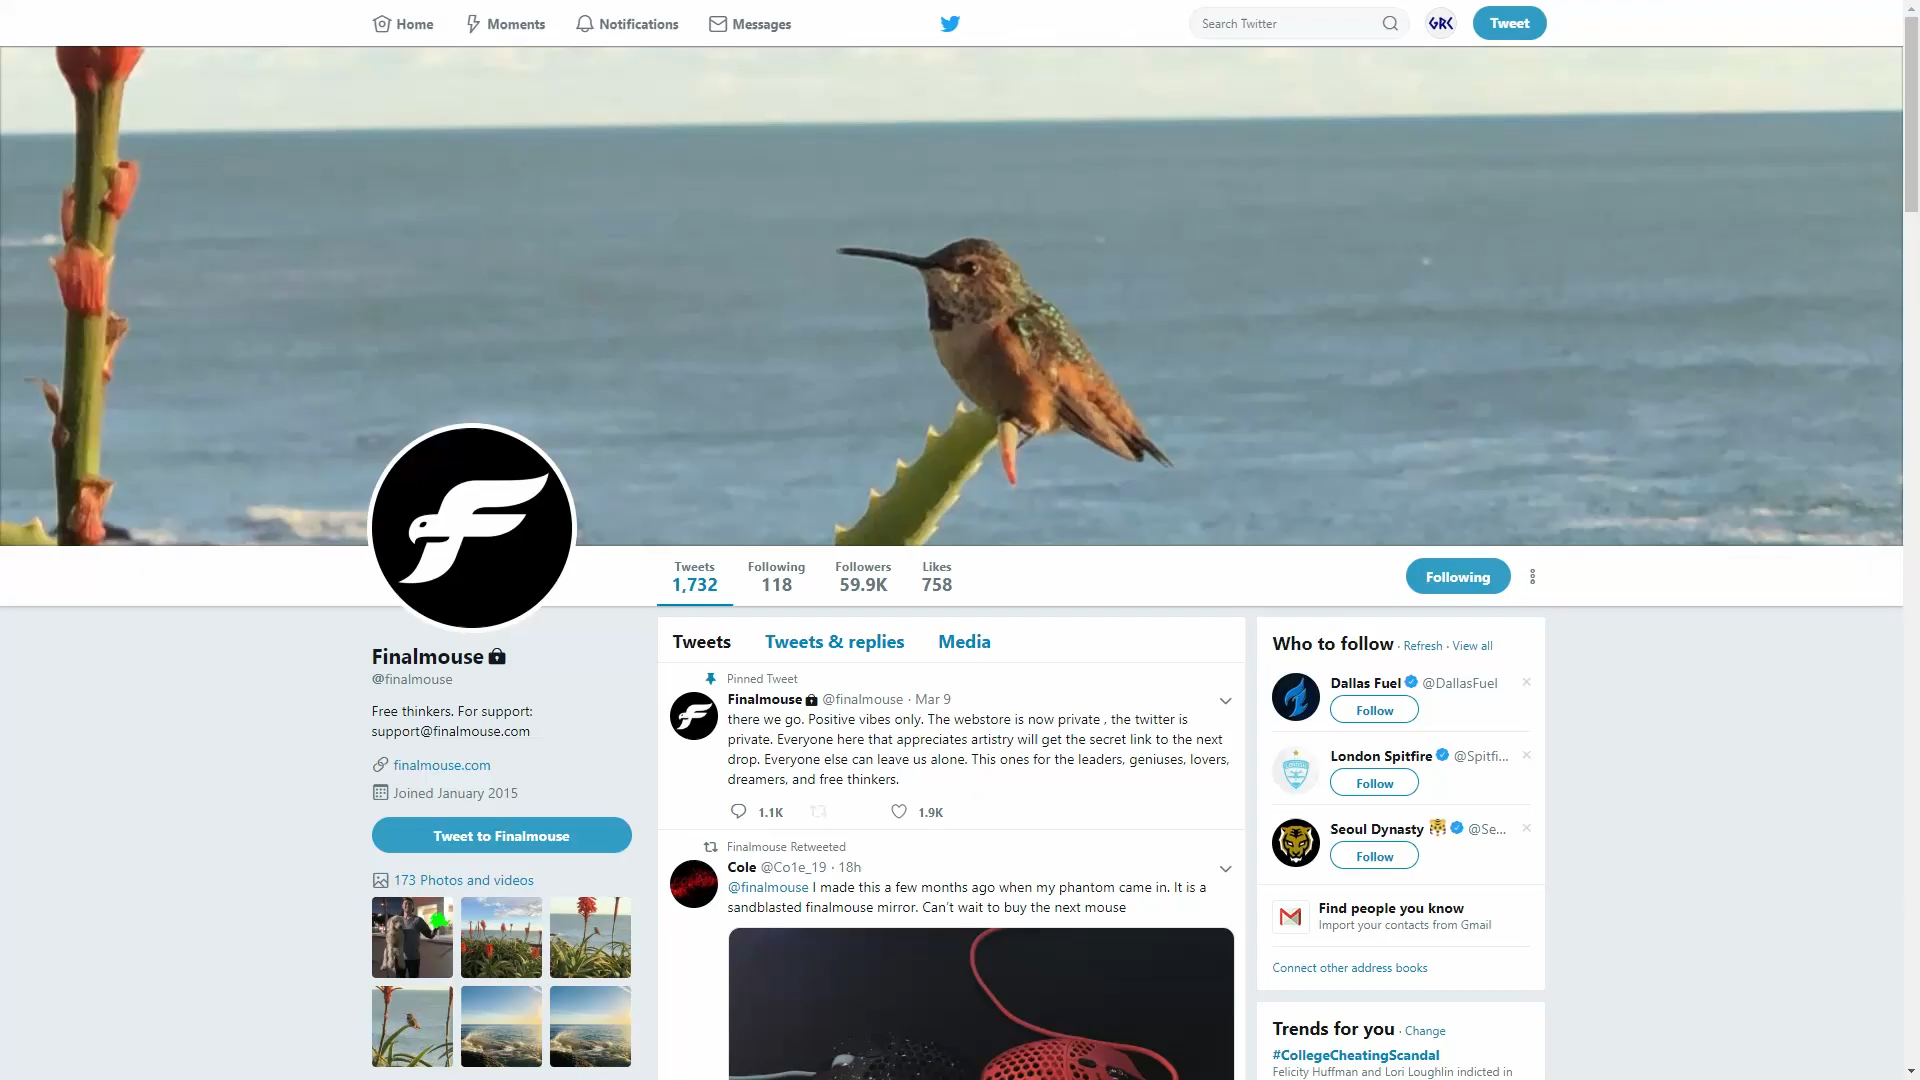 Home
Moments
Notifications
Messages
Search Twitter
GRC
Tweet
Tweets
1,732
Following
118
Followers
59.9K
Likes
758
Following
Finalmouse
@finalmouse
Free thinkers. For support:
support@finalmouse.com
finalmouse.com
Joined January 2015
Tweet to Finalmouse
173 Photos and videos
Tweets
Tweets & replies
Media
Pinned Tweet
Finalmouse @finalmouse · Mar 9
there we go. Positive vibes only. The webstore is now private , the twitter is
private. Everyone here that appreciates artistry will get the secret link to the next
drop. Everyone else can leave us alone. This ones for the leaders, geniuses, lovers,
dreamers, and free thinkers.
1.1K
1.9K
Finalmouse Retweeted
Cole @Co1e_19 · 18h
@finalmouse I made this a few months ago when my phantom came in. It is a
sandblasted finalmouse mirror. Can't wait to buy the next mouse
Who to follow · Refresh · View all
Dallas Fuel @DallasFuel
Follow
London Spitfire @Spitfi...
Follow
Seoul Dynasty @Se...
Follow
Find people you know
Import your contacts from Gmail
Connect other address books
Trends for you · Change
#CollegeCheatingScandal
Felicity Huffman and Lori Loughlin indicted in